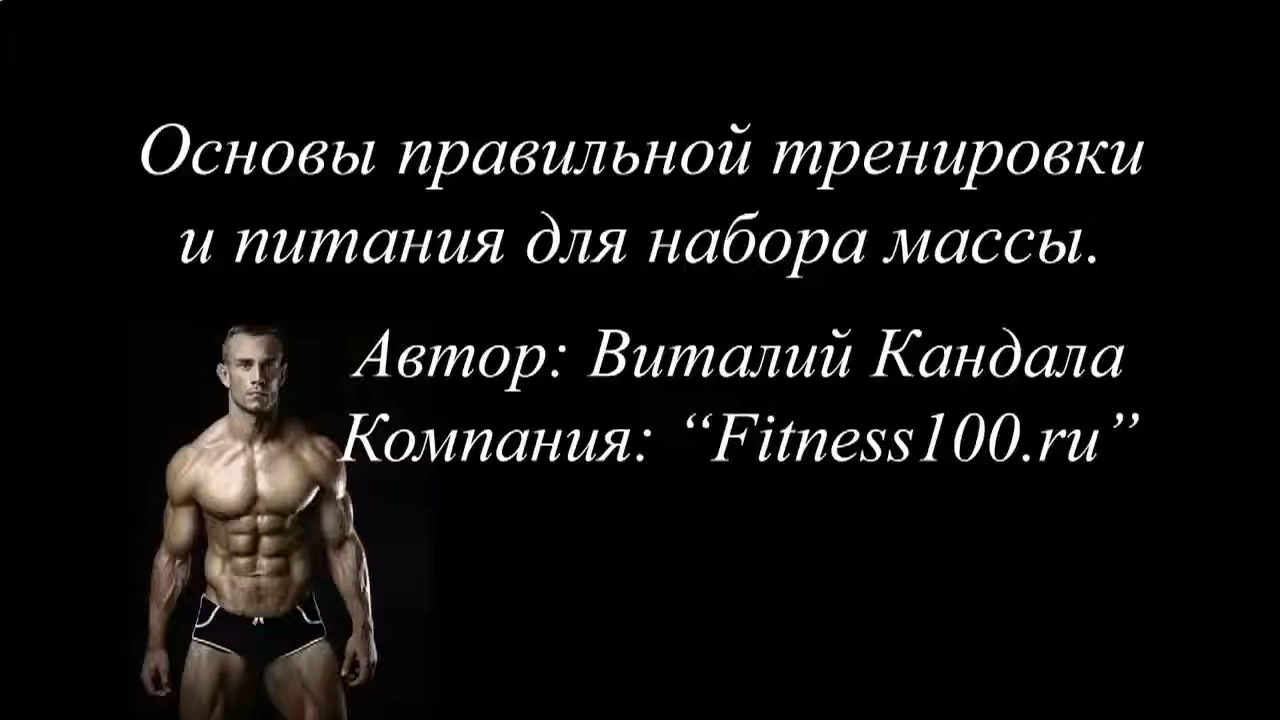 Основы правильной тренировки
и питания для набора массы.
Автор: Виталий Кандала
Компания: “Fitness100.ru”